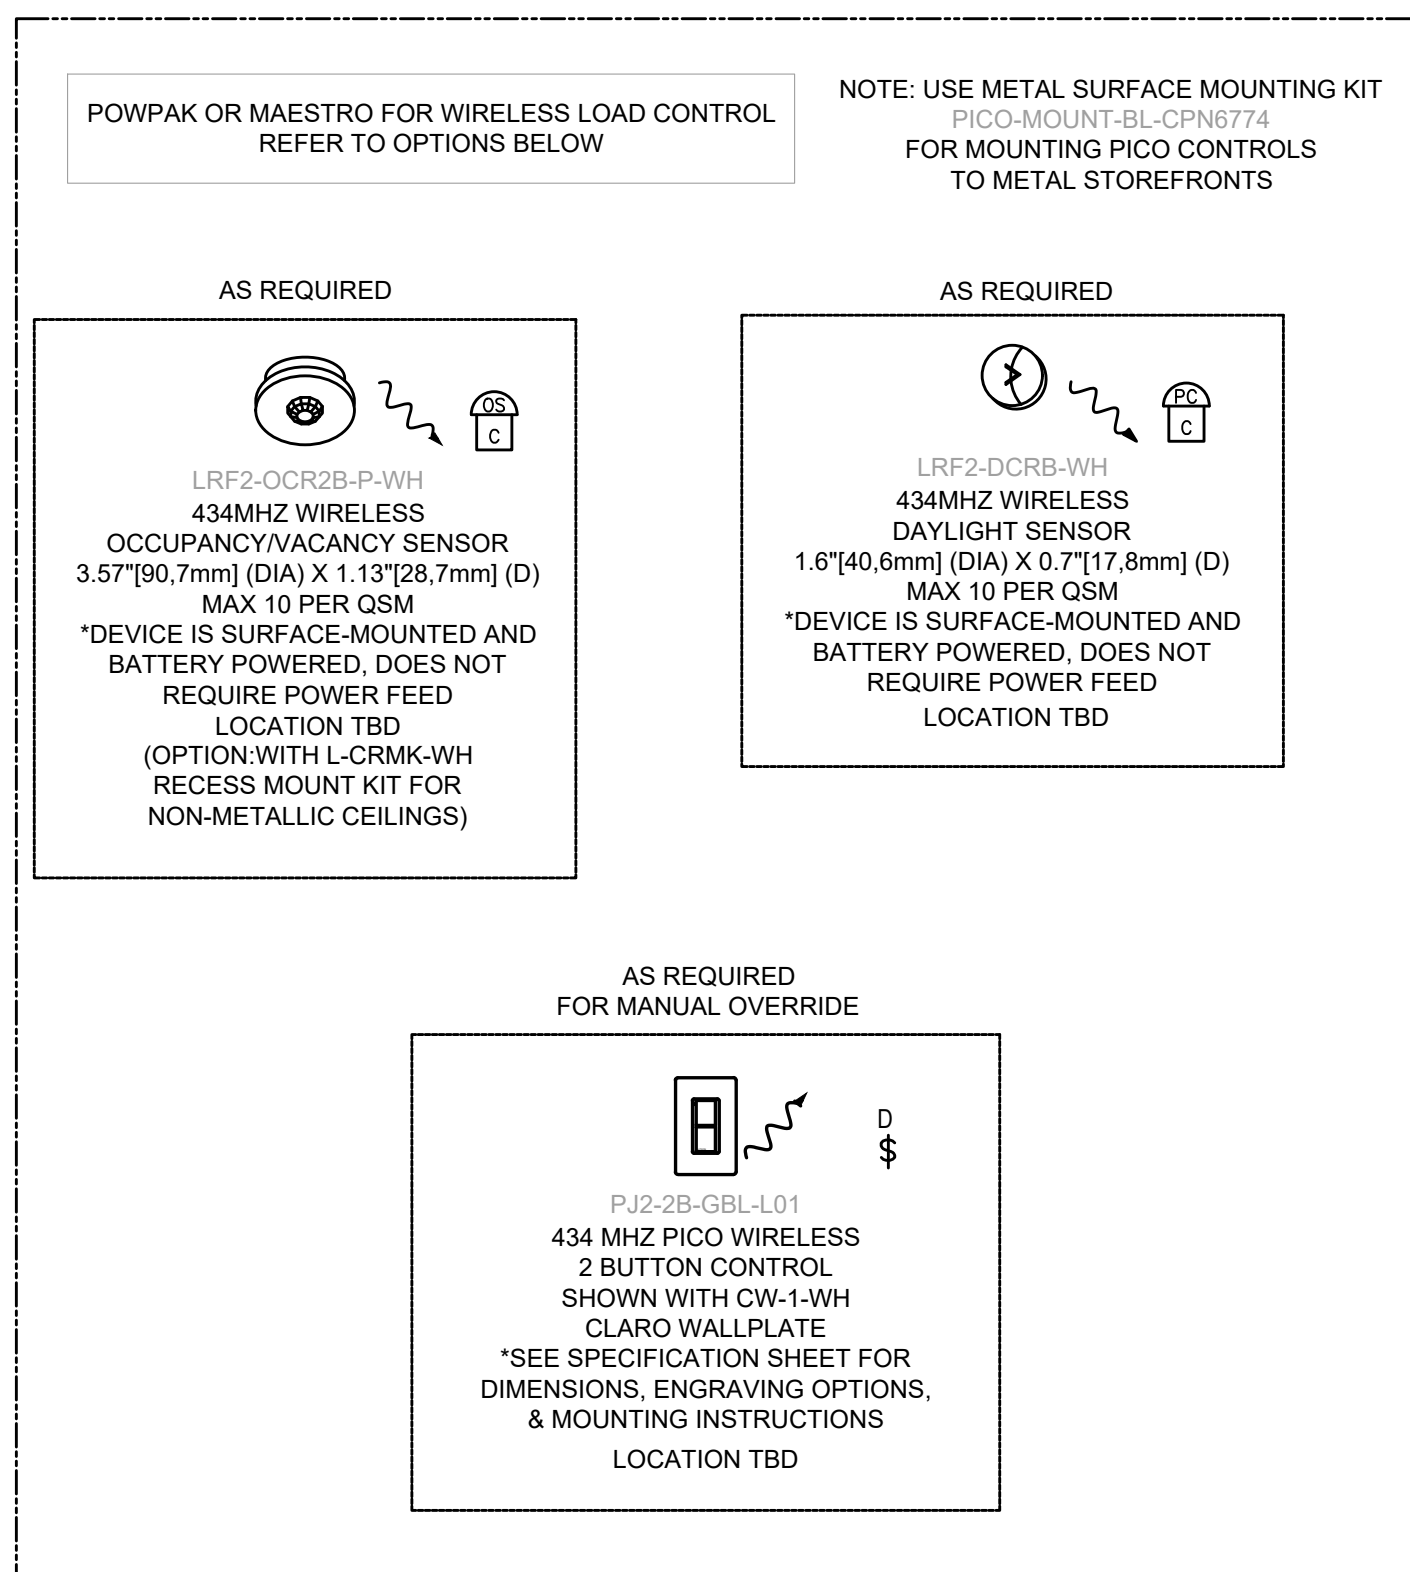 POWPAK OR MAESTRO FOR WIRELESS LOAD CONTROL
REFER TO OPTIONS BELOW
NOTE: USE METAL SURFACE MOUNTING KIT
PICO-MOUNT-BL-CPN6774
FOR MOUNTING PICO CONTROLS
TO METAL STOREFRONTS
AS REQUIRED
OS
C
LRF2-OCR2B-P-WH
434MHZ WIRELESS
OCCUPANCY/VACANCY SENSOR
3.57"[90,7mm] (DIA) X 1.13"[28,7mm] (D)
MAX 10 PER QSM
*DEVICE IS SURFACE-MOUNTED AND
BATTERY POWERED, DOES NOT
REQUIRE POWER FEED
LOCATION TBD
(OPTION:WITH L-CRMK-WH
RECESS MOUNT KIT FOR
NON-METALLIC CEILINGS)
AS REQUIRED
PC
C
LRF2-DCRB-WH
434MHZ WIRELESS
DAYLIGHT SENSOR
1.6"[40,6mm] (DIA) X 0.7"[17,8mm] (D)
MAX 10 PER QSM
*DEVICE IS SURFACE-MOUNTED AND
BATTERY POWERED, DOES NOT
REQUIRE POWER FEED
LOCATION TBD
AS REQUIRED
FOR MANUAL OVERRIDE
D
$
PJ2-2B-GBL-L01
434 MHZ PICO WIRELESS
2 BUTTON CONTROL
SHOWN WITH CW-1-WH
CLARO WALLPLATE
*SEE SPECIFICATION SHEET FOR
DIMENSIONS, ENGRAVING OPTIONS,
& MOUNTING INSTRUCTIONS
LOCATION TBD